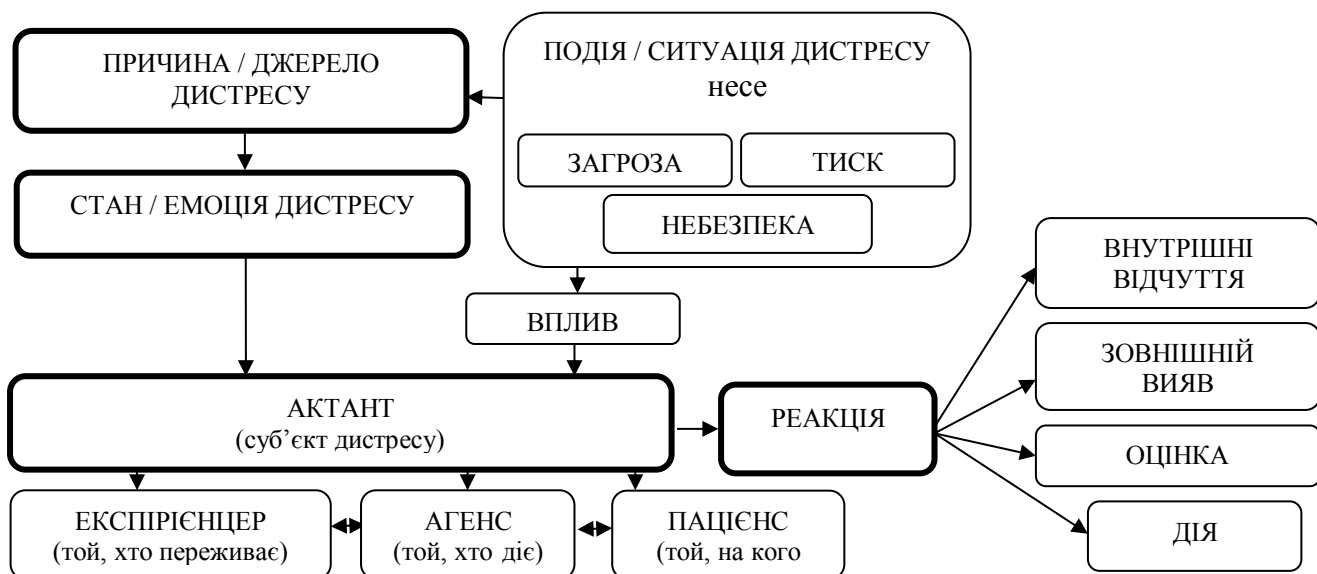 ПРИЧИНА / ДЖЕРЕЛО
ДИСТРЕСУ
ПОДІЯ / СИТУАЦІЯ ДИСТРЕСУ
несе
ЗАГРОЗА
ТИСК
НЕБЕЗПЕКА
СТАН / ЕМОЦІЯ ДИСТРЕСУ
ВПЛИВ
АКТАНТ
(суб’єкт дистресу)
РЕАКЦІЯ
ВНУТРІШНІ
ВІДЧУТТЯ
ЗОВНІШНІЙ
ВИЯВ
ОЦІНКА
ДІЯ
ЕКСПІРІЄНЦЕР
(той, хто переживає)
АГЕНС
(той, хто діє)
ПАЦІЄНС
(той, на кого